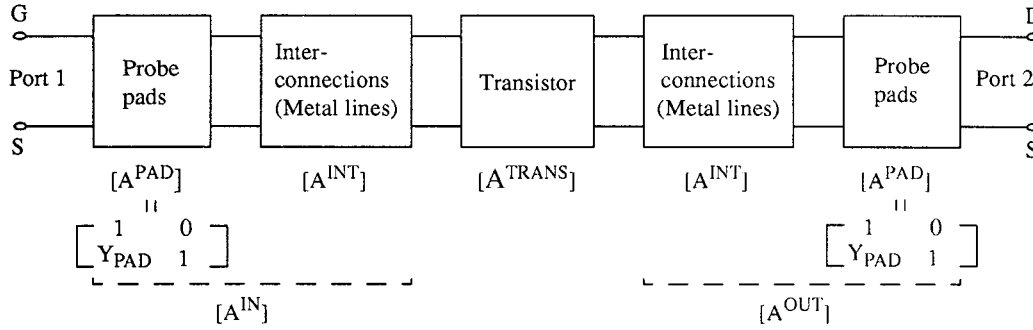 G
D
Port 1
Probe
pads
Inter-
connections
(Metal lines)
Transistor
Inter-
connections
(Metal lines)
Probe
pads
Port 2
S
S
[A^PAD]
[A^INT]
[A^TRANS]
[A^INT]
[A^PAD]
=
=
1 0
Y_PAD 1
1 0
Y_PAD 1
[A^IN]
[A^OUT]